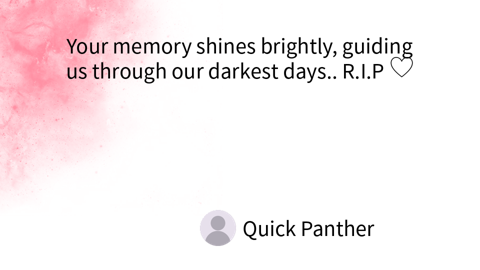 Your memory shines brightly, guiding
us through our darkest days.. R.I.P ♡
Quick Panther